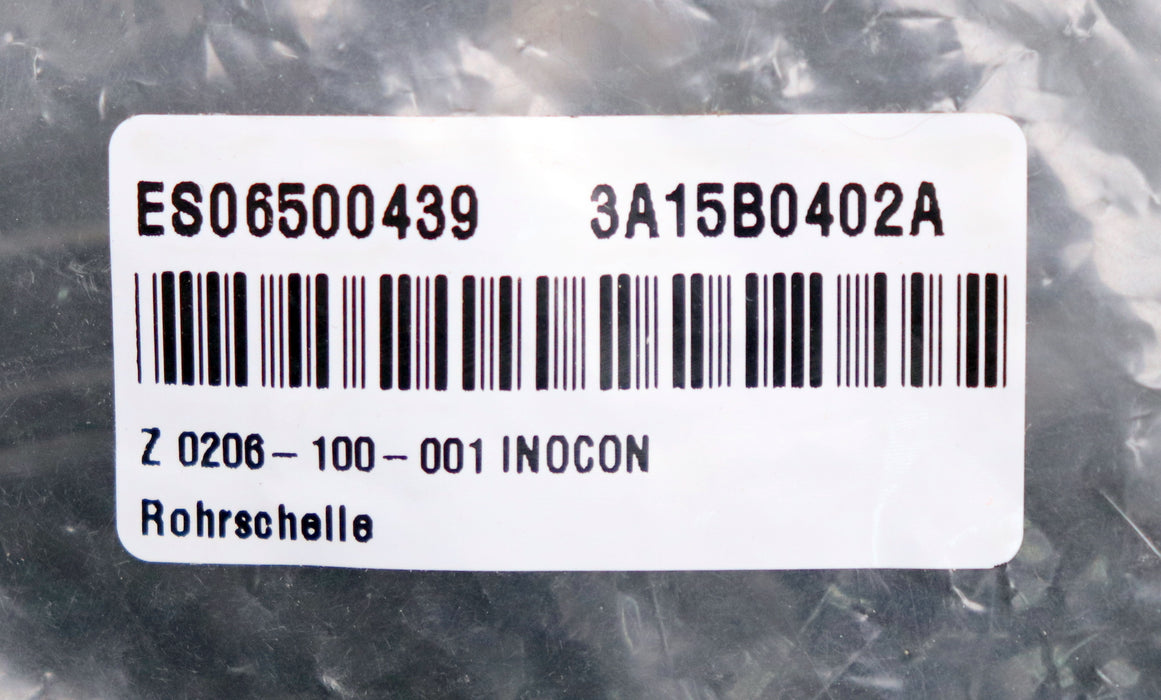 ES06500439 3A15B0402A
Z 0206-100-001 INOCON
Rohrschelle